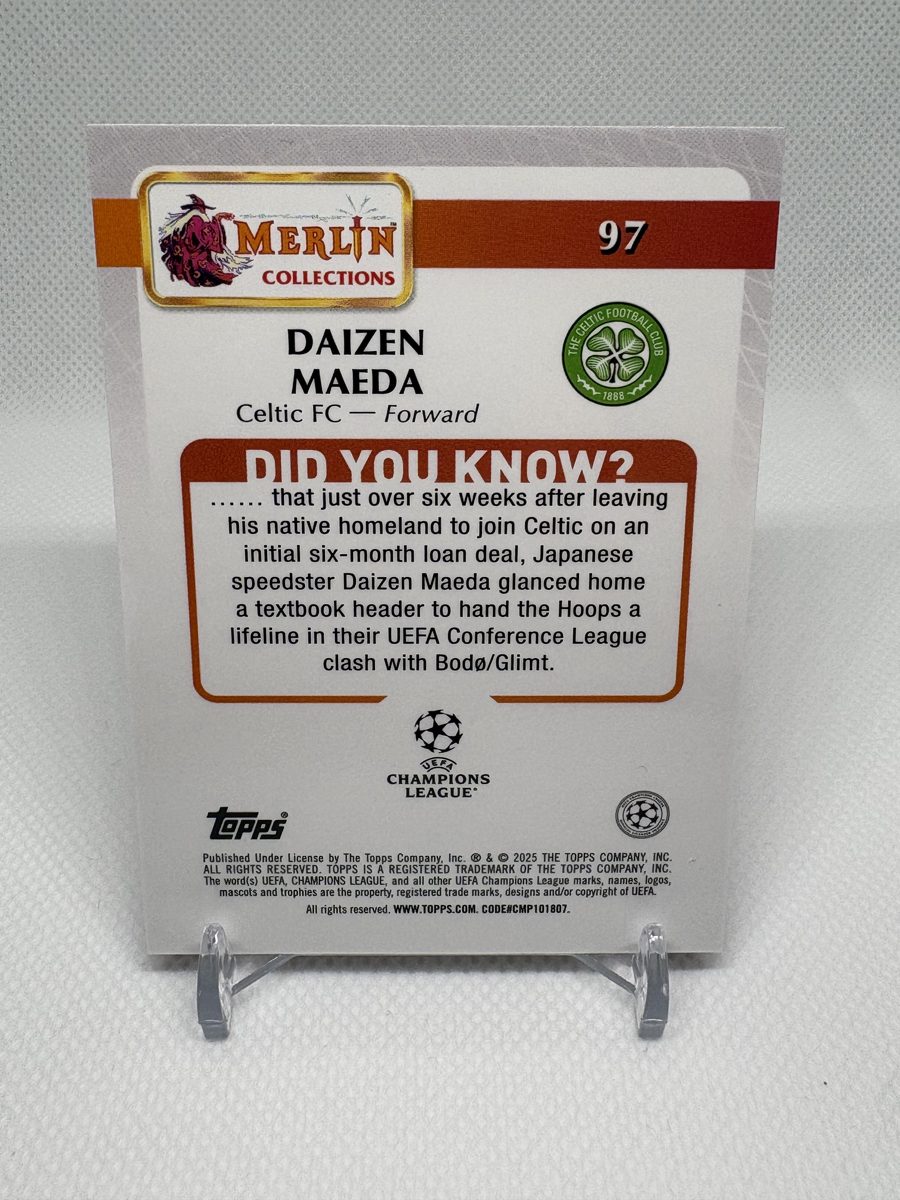 MERLIN™
COLLECTIONS
97
THE CELTIC FOOTBALL CLUB
1888
DAIZEN
MAEDA
Celtic FC — Forward
DID YOU KNOW?
...... that just over six weeks after leaving
his native homeland to join Celtic on an
initial six-month loan deal, Japanese
speedster Daizen Maeda glanced home
a textbook header to hand the Hoops a
lifeline in their UEFA Conference League
clash with Bodø/Glimt.
UEFA
CHAMPIONS
LEAGUE®
topps®
Published Under License by The Topps Company, Inc. ® & © 2025 THE TOPPS COMPANY, INC.
ALL RIGHTS RESERVED. TOPPS IS A REGISTERED TRADEMARK OF THE TOPPS COMPANY, INC.
The word(s) UEFA, CHAMPIONS LEAGUE, and all other UEFA Champions League marks, names, logos,
mascots and trophies are the property, registered trade marks, designs and/or copyright of UEFA.
All rights reserved. WWW.TOPPS.COM. CODE#CMP101807.